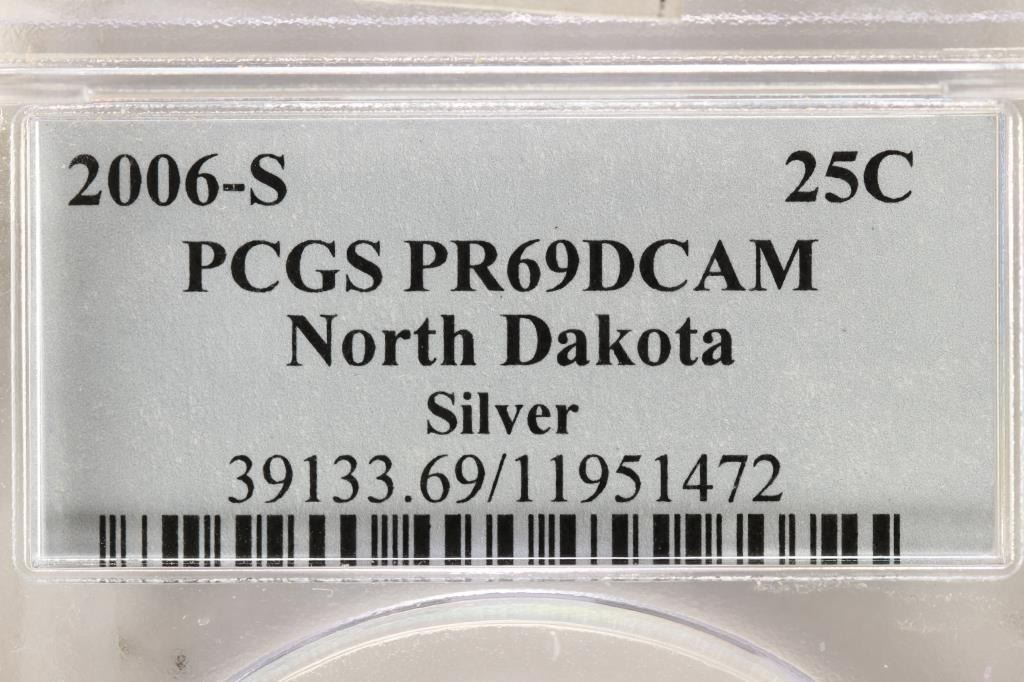 2006-S 25C
PCGS PR69DCAM
North Dakota
Silver
39133.69/11951472